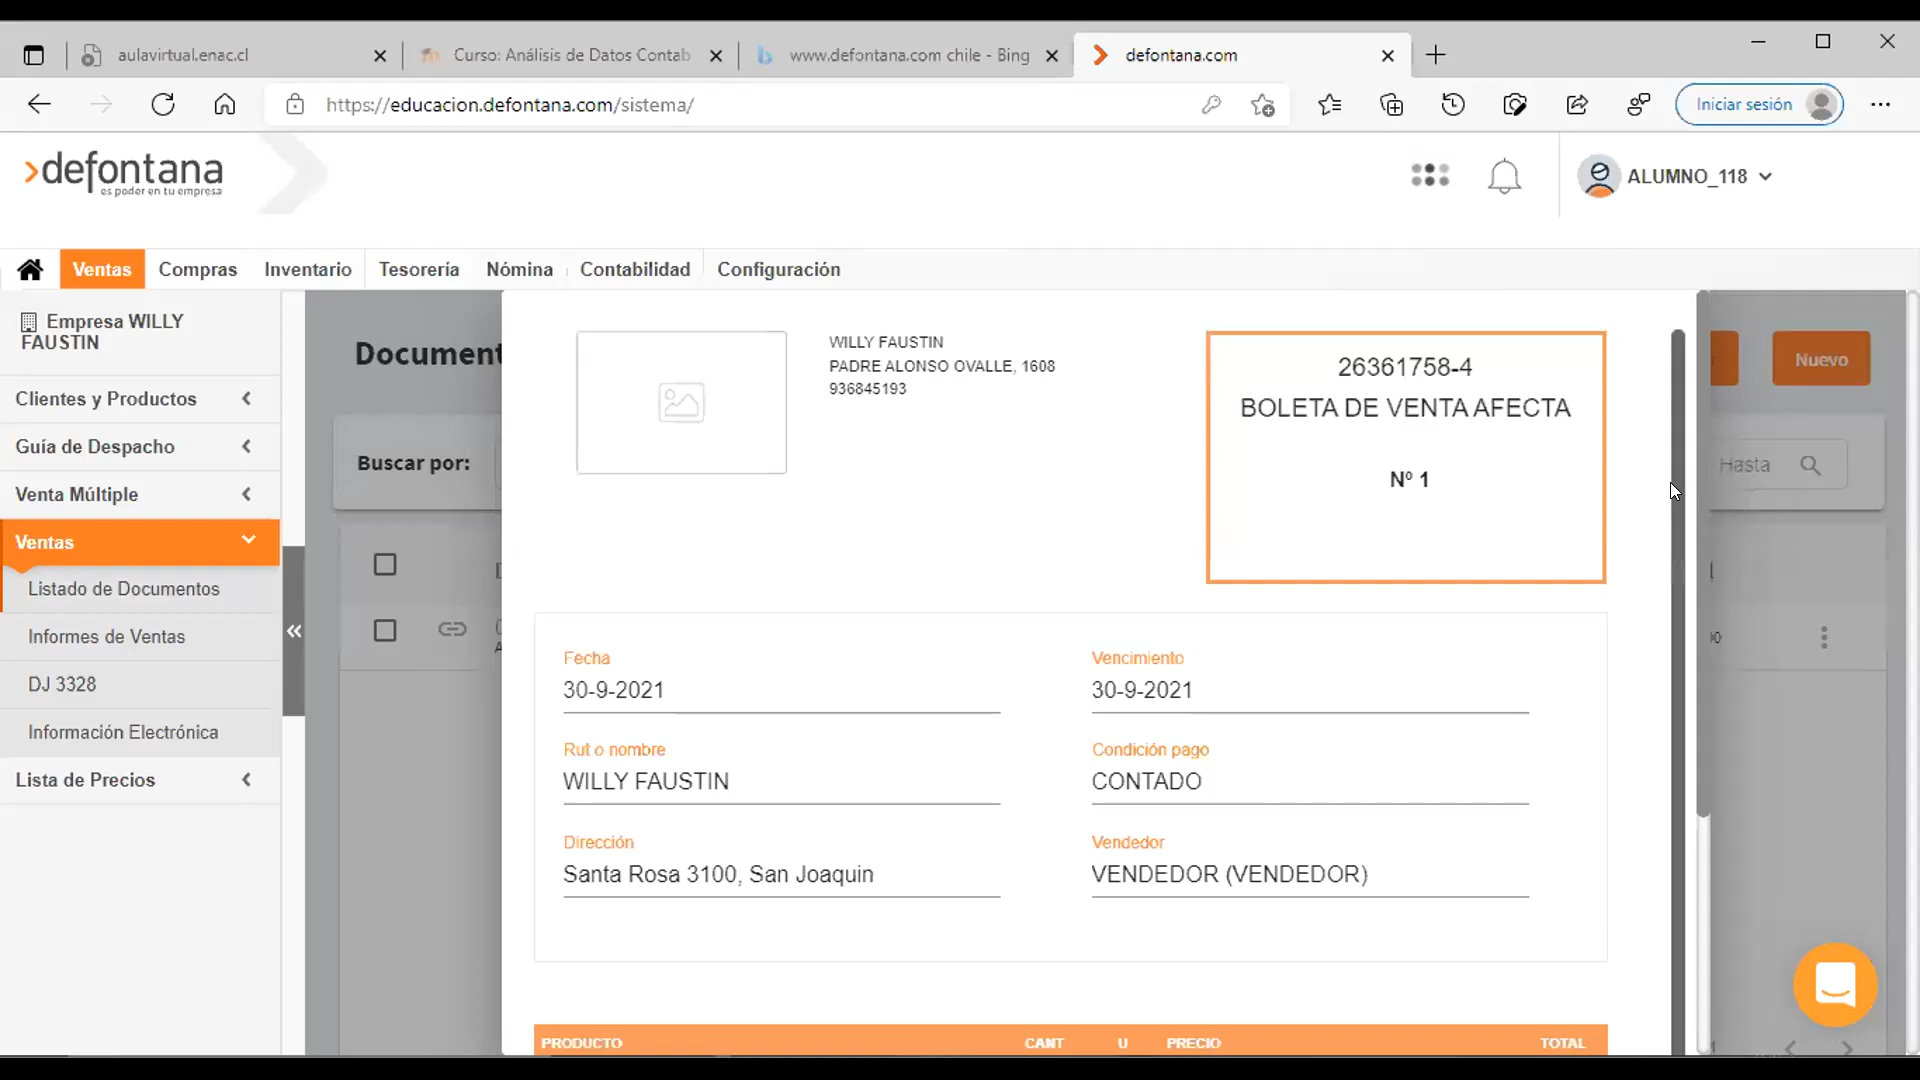 aulavirtual.enac.cl
Curso: Análisis de Datos Contab
www.defontana.com chile - Bing
defontana.com
https://educacion.defontana.com/sistema/
Iniciar sesión
defontana
es poder en tu empresa
ALUMNO_118
Ventas
Compras
Inventario
Tesorería
Nómina
Contabilidad
Configuración
Empresa WILLY
FAUSTIN
Clientes y Productos
Guía de Despacho
Venta Múltiple
Ventas
Listado de Documentos
Informes de Ventas
DJ 3328
Información Electrónica
Lista de Precios
Document
Nuevo
Buscar por:
Hasta
WILLY FAUSTIN
PADRE ALONSO OVALLE, 1608
936845193
26361758-4
BOLETA DE VENTA AFECTA
Nº 1
Fecha
30-9-2021
Vencimiento
30-9-2021
Rut o nombre
WILLY FAUSTIN
Condición pago
CONTADO
Dirección
Santa Rosa 3100, San Joaquin
Vendedor
VENDEDOR (VENDEDOR)
PRODUCTO CANT U PRECIO TOTAL